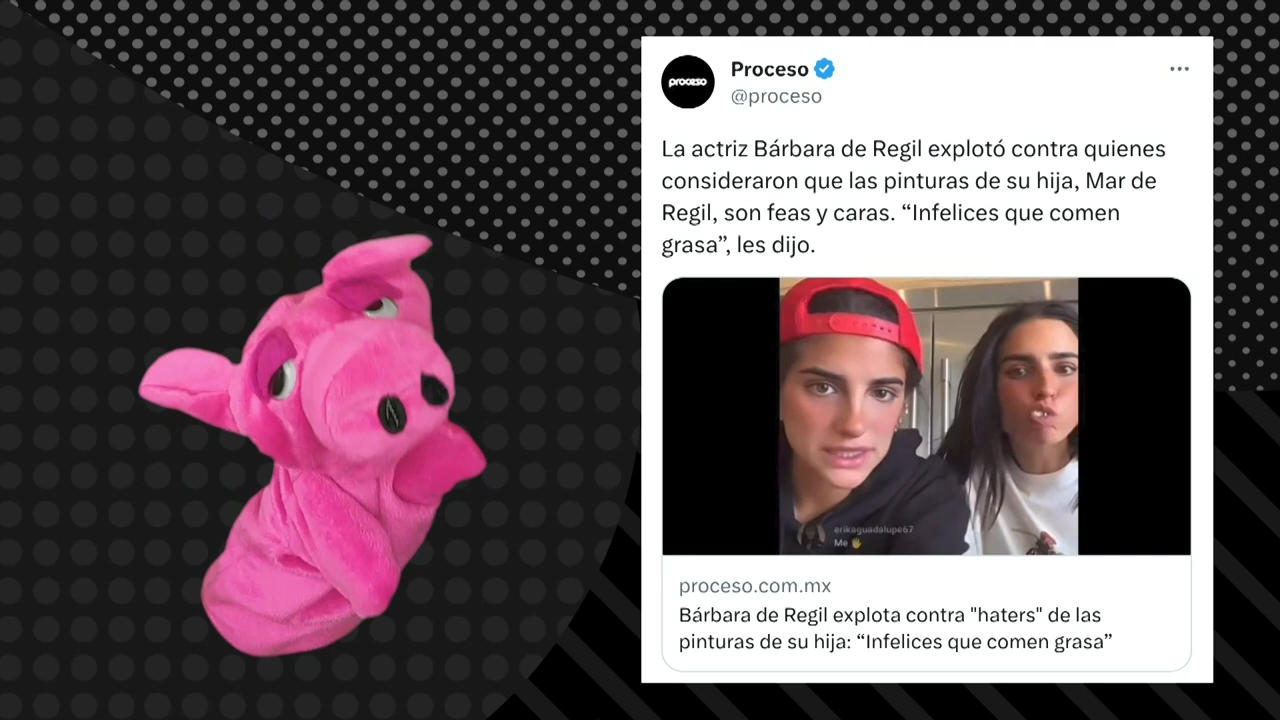 proceso
Proceso
@proceso
La actriz Bárbara de Regil explotó contra quienes
consideraron que las pinturas de su hija, Mar de
Regil, son feas y caras. “Infelices que comen
grasa”, les dijo.
erikaguadalupe67
Me 🖐
proceso.com.mx
Bárbara de Regil explota contra "haters" de las
pinturas de su hija: “Infelices que comen grasa”